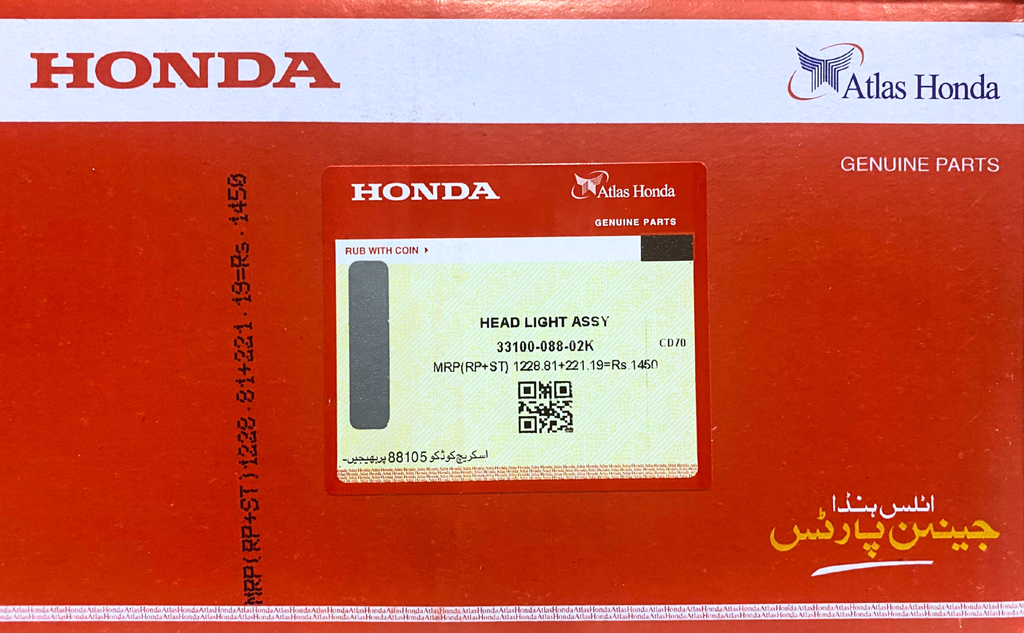 HONDA
Atlas Honda
GENUINE PARTS
MRP(RP+ST)1228.81+221.19=Rs.1450
HONDA
Atlas Honda
GENUINE PARTS
RUB WITH COIN
HEAD LIGHT ASSY
33100-088-02K
CD70
MRP(RP+ST) 1228.81+221.19=Rs.1450
اسکریچ کوڈ کو 88105 پر بھیجیں۔
اٹلس ہنڈا
جینئن پارٹس